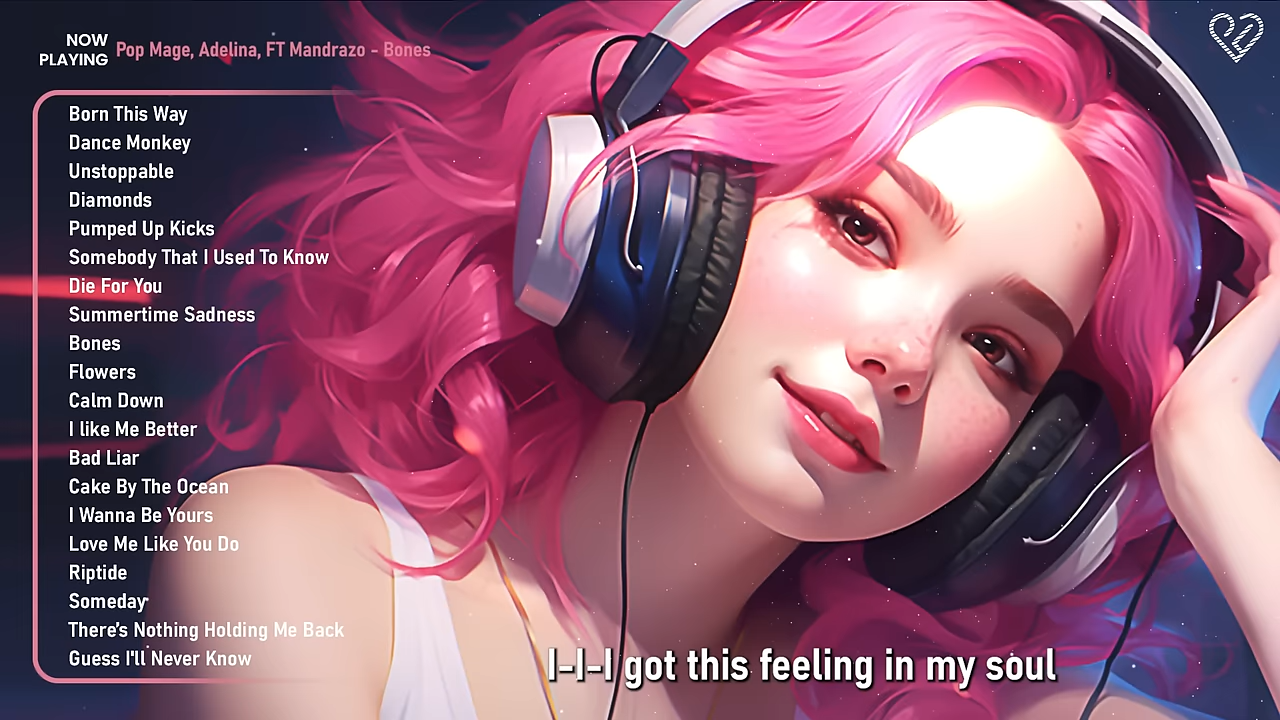 NOW
PLAYING
Pop Mage, Adelina, FT Mandrazo - Bones
Born This Way
Dance Monkey
Unstoppable
Diamonds
Pumped Up Kicks
Somebody That I Used To Know
Die For You
Summertime Sadness
Bones
Flowers
Calm Down
I like Me Better
Bad Liar
Cake By The Ocean
I Wanna Be Yours
Love Me Like You Do
Riptide
Someday
There's Nothing Holding Me Back
Guess I'll Never Know
I-I-I got this feeling in my soul